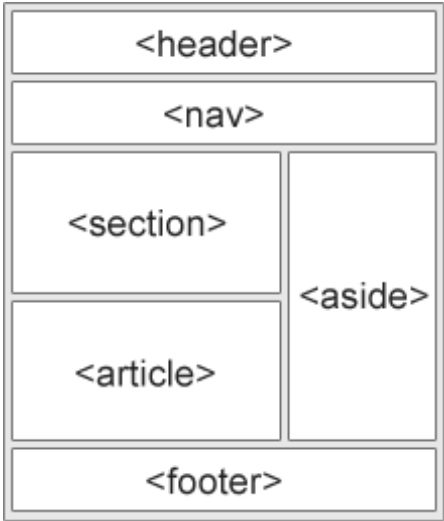 <header>
<nav>
<section>
<aside>
<article>
<footer>